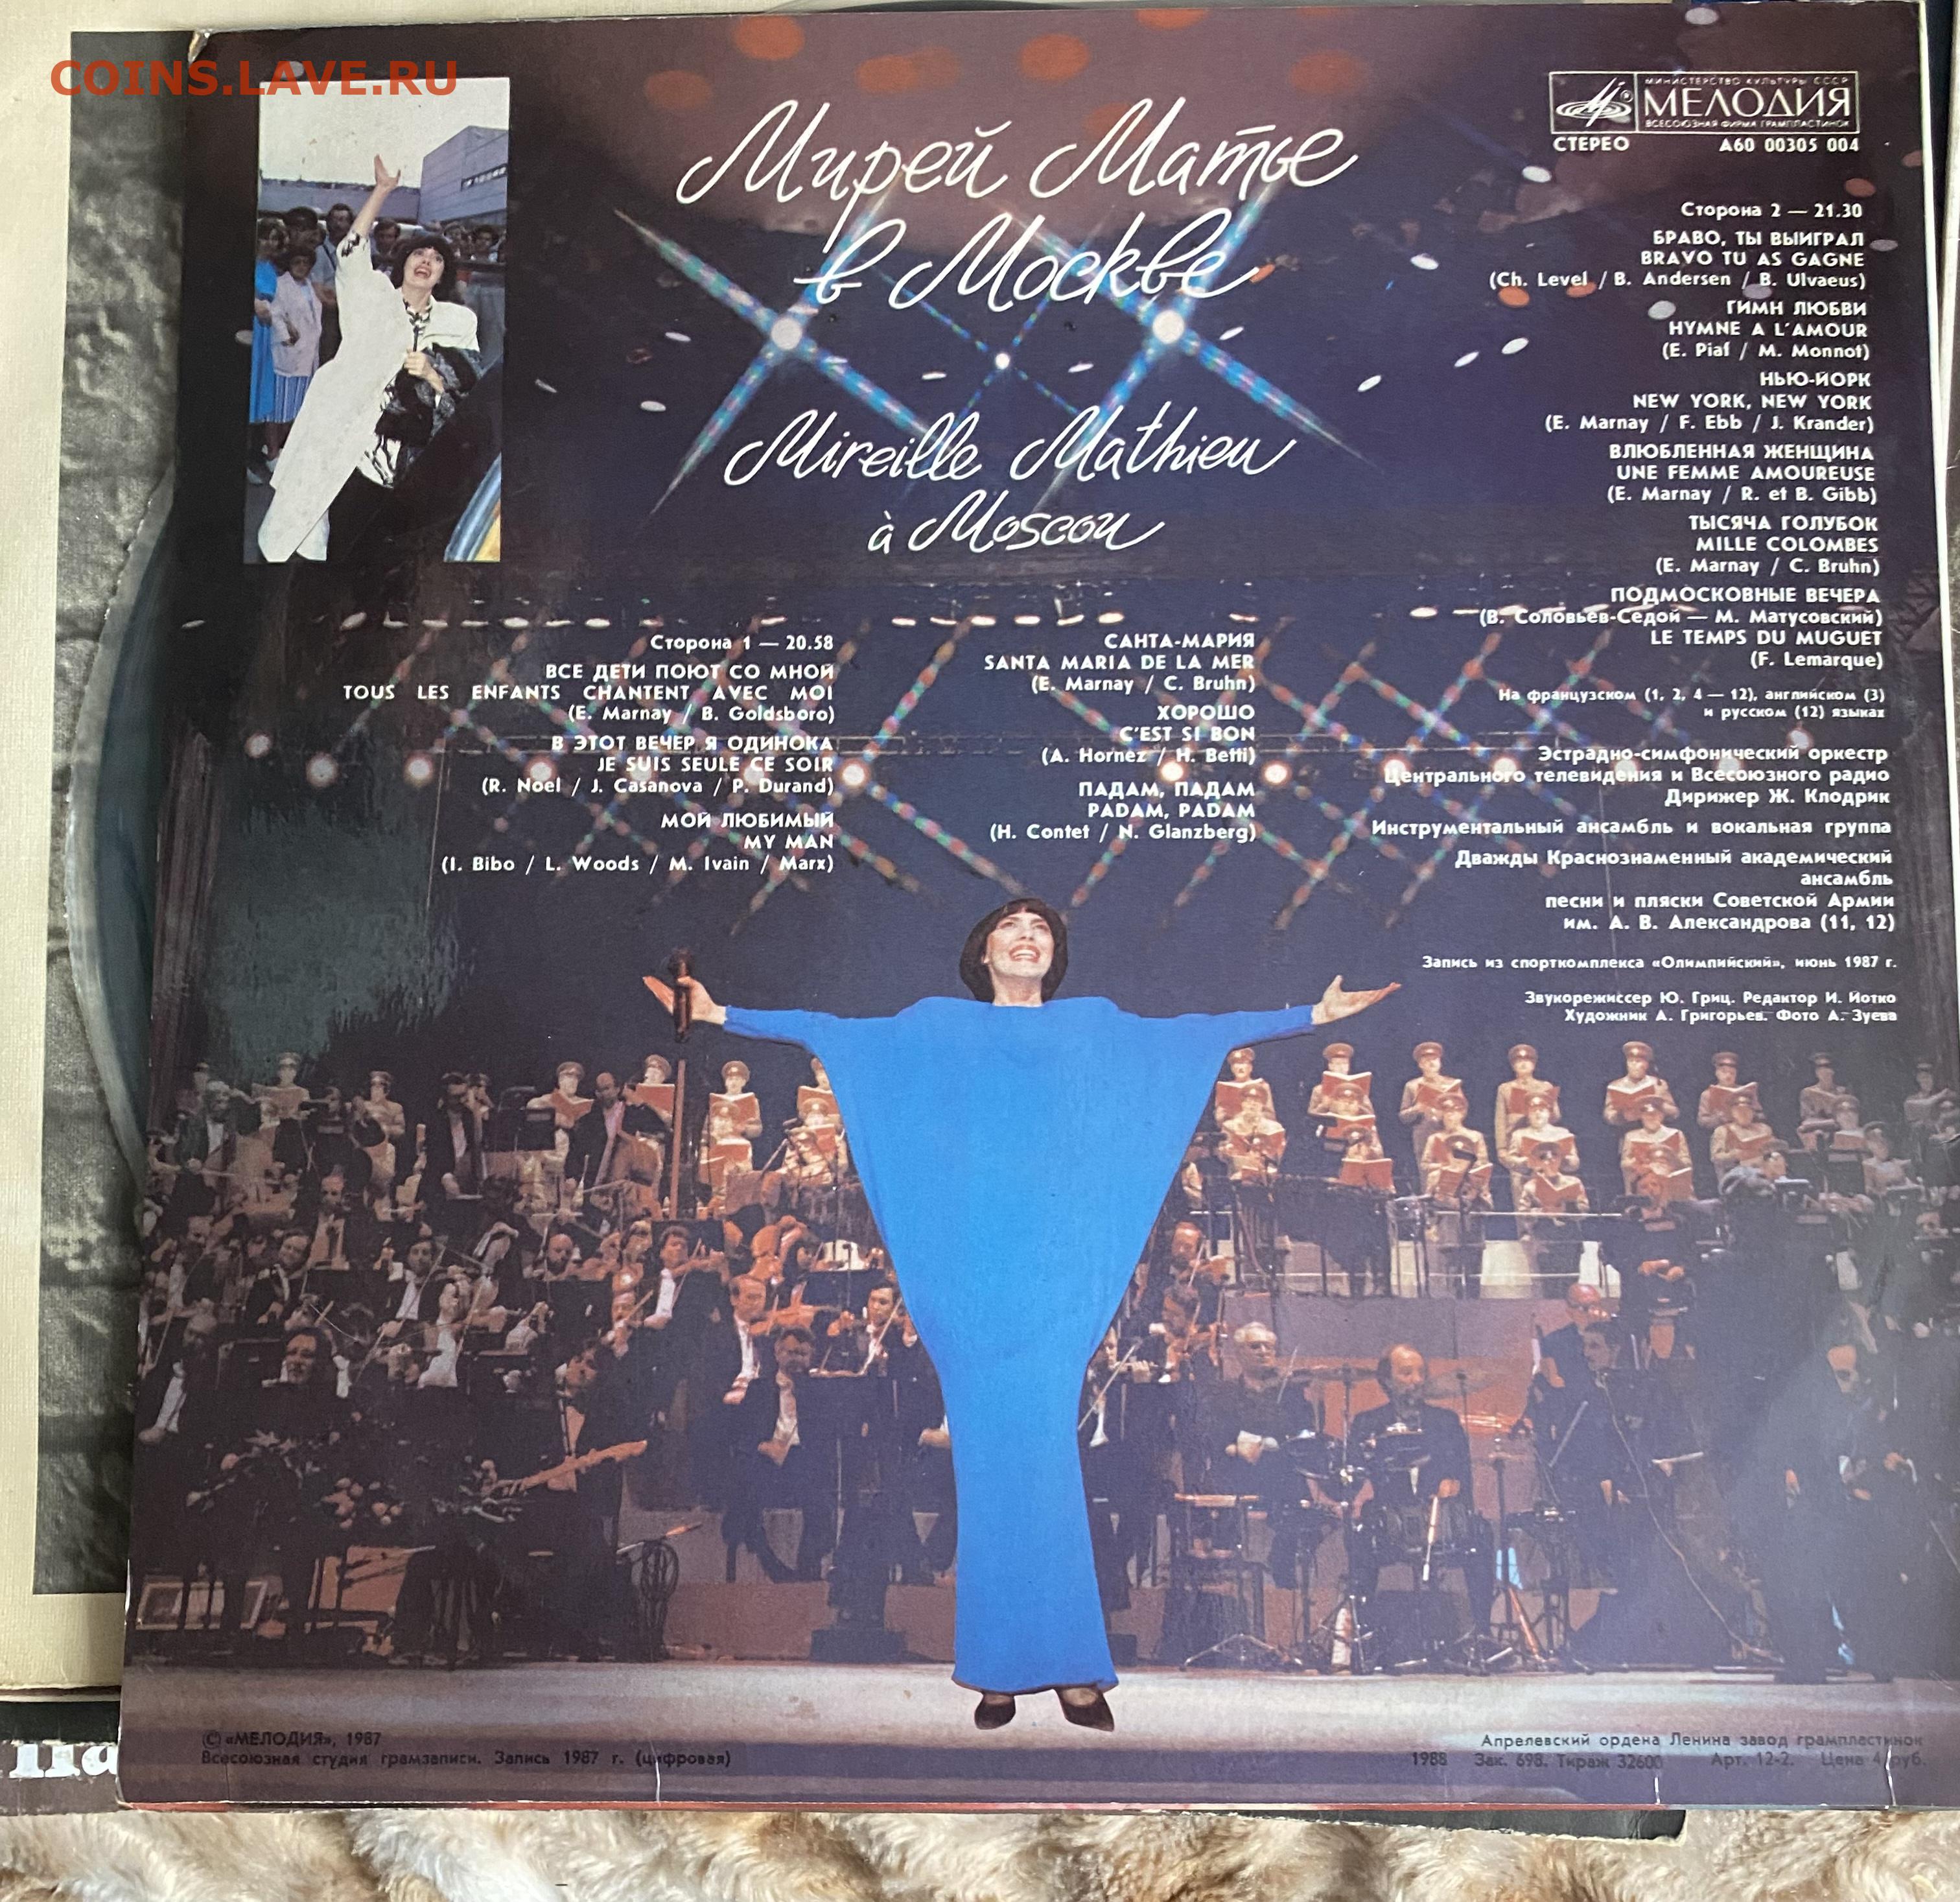 COINS.LAVE.RU
Мирей Матье
в Москве
Mireille Mathieu
à Moscou
МИНИСТЕРСТВО КУЛЬТУРЫ СССР
МЕЛОДИЯ
ВСЕСОЮЗНАЯ ФИРМА ГРАМПЛАСТИНОК
СТЕРЕО А60 00305 004
Сторона 1 — 20.58
ВСЕ ДЕТИ ПОЮТ СО МНОЙ
TOUS LES ENFANTS CHANTENT AVEC MOI
(E. Marnay / B. Goldsboro)
В ЭТОТ ВЕЧЕР Я ОДИНОКА
JE SUIS SEULE CE SOIR
(R. Noel / J. Casanova / P. Durand)
МОЙ ЛЮБИМЫЙ
MY MAN
(I. Bibo / L. Woods / M. Ivain / Marx)
САНТА-МАРИЯ
SANTA MARIA DE LA MER
(E. Marnay / C. Bruhn)
ХОРОШО
C'EST SI BON
(A. Hornez / H. Betti)
ПАДАМ, ПАДАМ
PADAM, PADAM
(H. Contet / N. Glanzberg)
Сторона 2 — 21.30
БРАВО, ТЫ ВЫИГРАЛ
BRAVO TU AS GAGNE
(Ch. Level / B. Andersen / B. Ulvaeus)
ГИМН ЛЮБВИ
HYMNE A L'AMOUR
(E. Piaf / M. Monnot)
НЬЮ-ЙОРК
NEW YORK, NEW YORK
(E. Marnay / F. Ebb / J. Krander)
ВЛЮБЛЕННАЯ ЖЕНЩИНА
UNE FEMME AMOUREUSE
(E. Marnay / R. et B. Gibb)
ТЫСЯЧА ГОЛУБОК
MILLE COLOMBES
(E. Marnay / C. Bruhn)
ПОДМОСКОВНЫЕ ВЕЧЕРА
(В. Соловьев-Седой — М. Матусовский)
LE TEMPS DU MUGUET
(F. Lemarque)
На французском (1, 2, 4 — 12), английском (3)
и русском (12) языках
Эстрадно-симфонический оркестр
Центрального телевидения и Всесоюзного радио
Дирижер Ж. Клодрик
Инструментальный ансамбль и вокальная группа
Дважды Краснознаменный академический
ансамбль
песни и пляски Советской Армии
им. А. В. Александрова (11, 12)
Запись из спорткомплекса «Олимпийский», июнь 1987 г.
Звукорежиссер Ю. Гриц. Редактор И. Йотко
Художник А. Григорьев. Фото А. Зуева
© «МЕЛОДИЯ», 1987
Всесоюзная студия грамзаписи. Запись 1987 г. (цифровая)
Апрелевский ордена Ленина завод грампластинок
1988 Зак. 698. Тираж 32600 Арт. 12-2. Цена 4 руб.